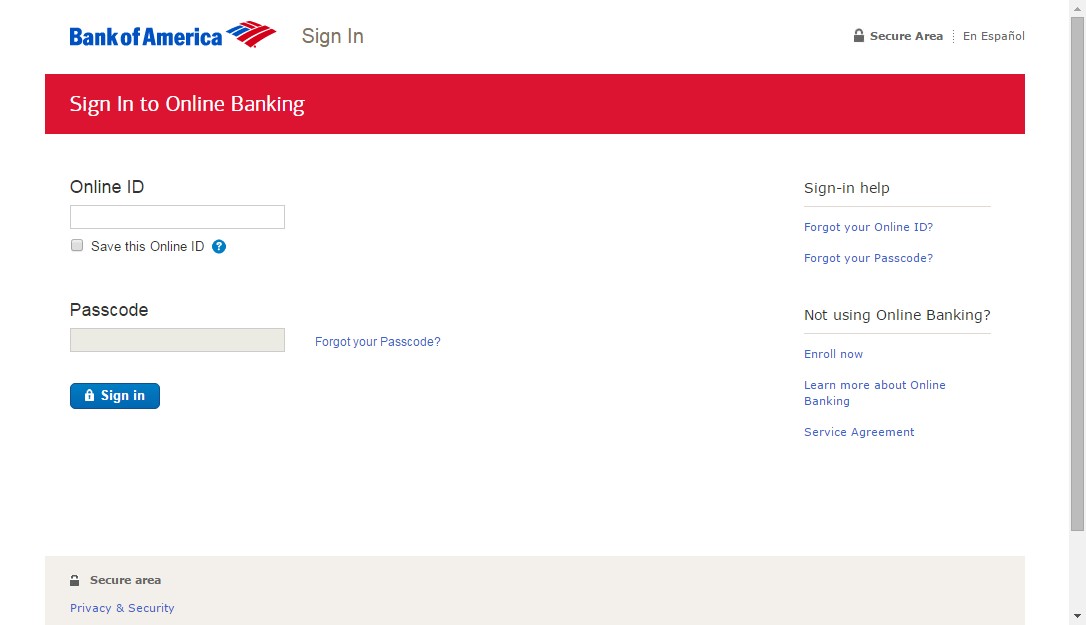 Bank of America
Sign In
Secure Area
En Español
Sign In to Online Banking
Online ID
Save this Online ID ?
Passcode
Forgot your Passcode?
Sign in
Sign-in help
Forgot your Online ID?
Forgot your Passcode?
Not using Online Banking?
Enroll now
Learn more about Online
Banking
Service Agreement
Secure area
Privacy & Security